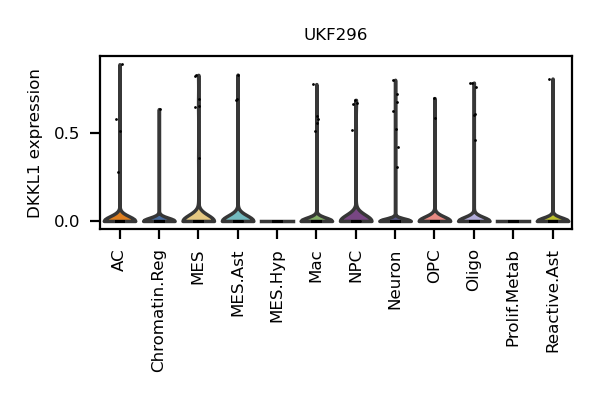 UKF296
DKKL1 expression
0.5
0.0
AC
Chromatin.Reg
MES
MES.Ast
MES.Hyp
Mac
NPC
Neuron
OPC
Oligo
Prolif.Metab
Reactive.Ast